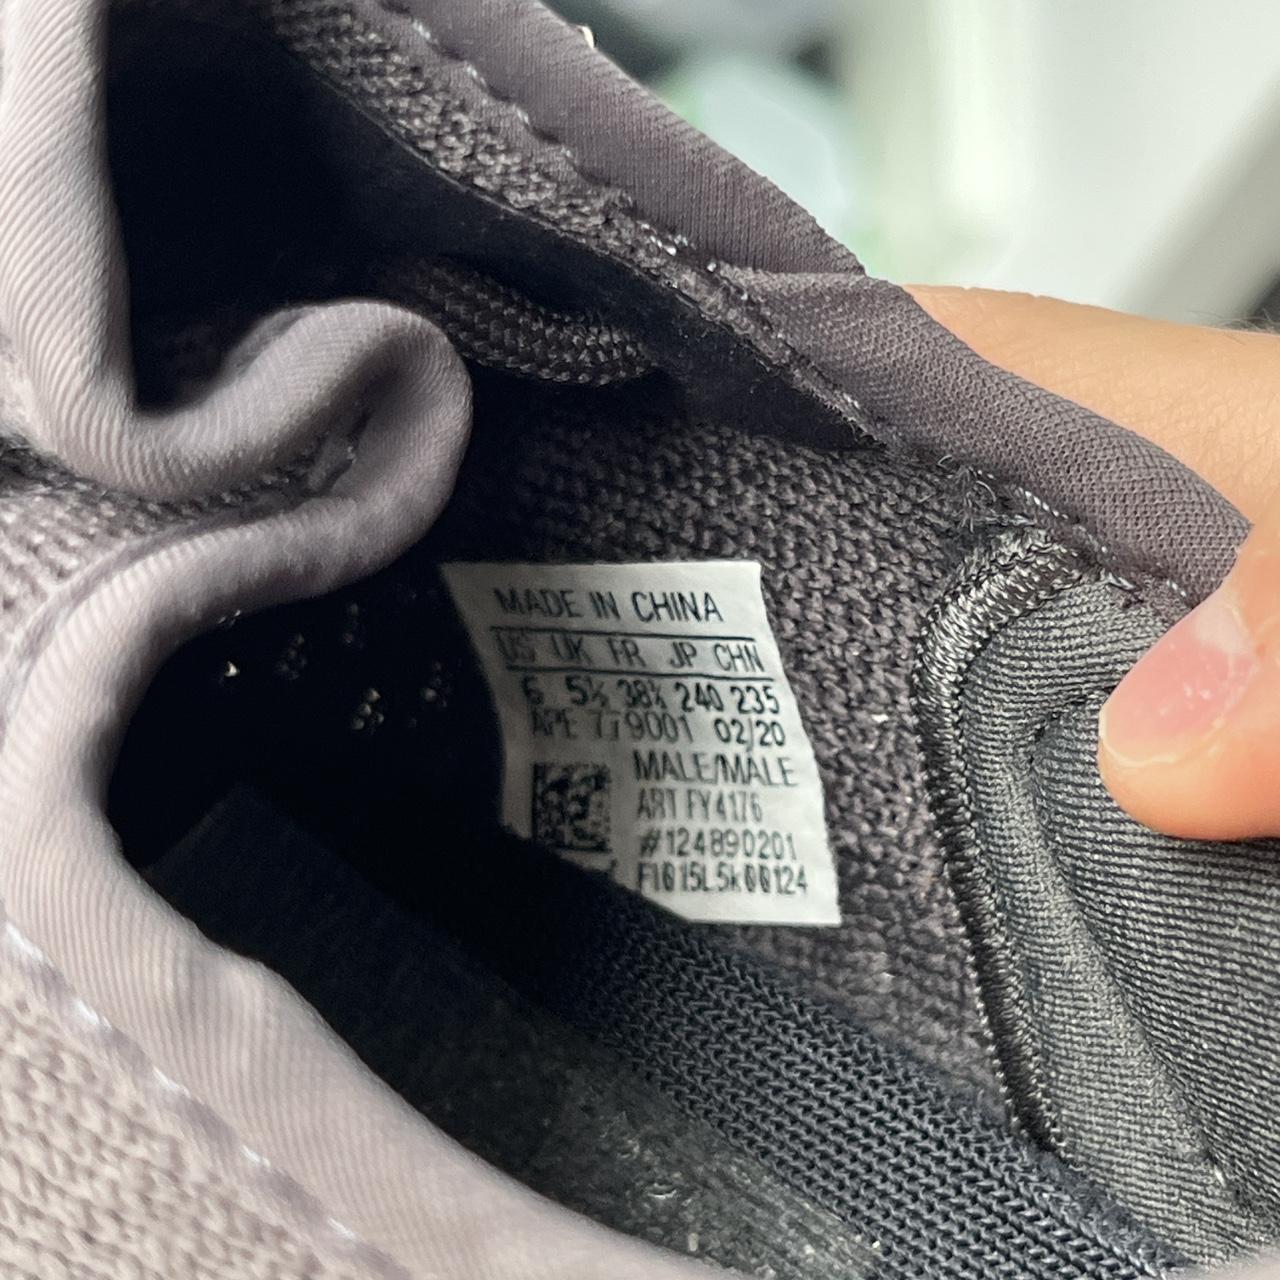 MADE IN CHINA
US UK FR JP CHN
6 5½ 38⅔ 240 235
APE 779001 02/20
MALE/MALE
ART FY4176
#124890201
F1015L5k00124